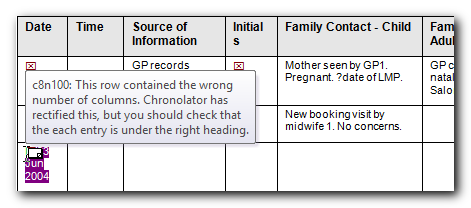 Date Time Source of Information Initials Family Contact - Child Fam Adul
GP records Mother seen by GP1. GP c
Pregnant. ?date of LMP. natal
Salo
c8n100: This row contained the wrong
number of columns. Chronolator has
rectified this, but you should check that
the each entry is under the right heading.
New booking visit by
midwife 1. No concerns.
3
Jun
2004